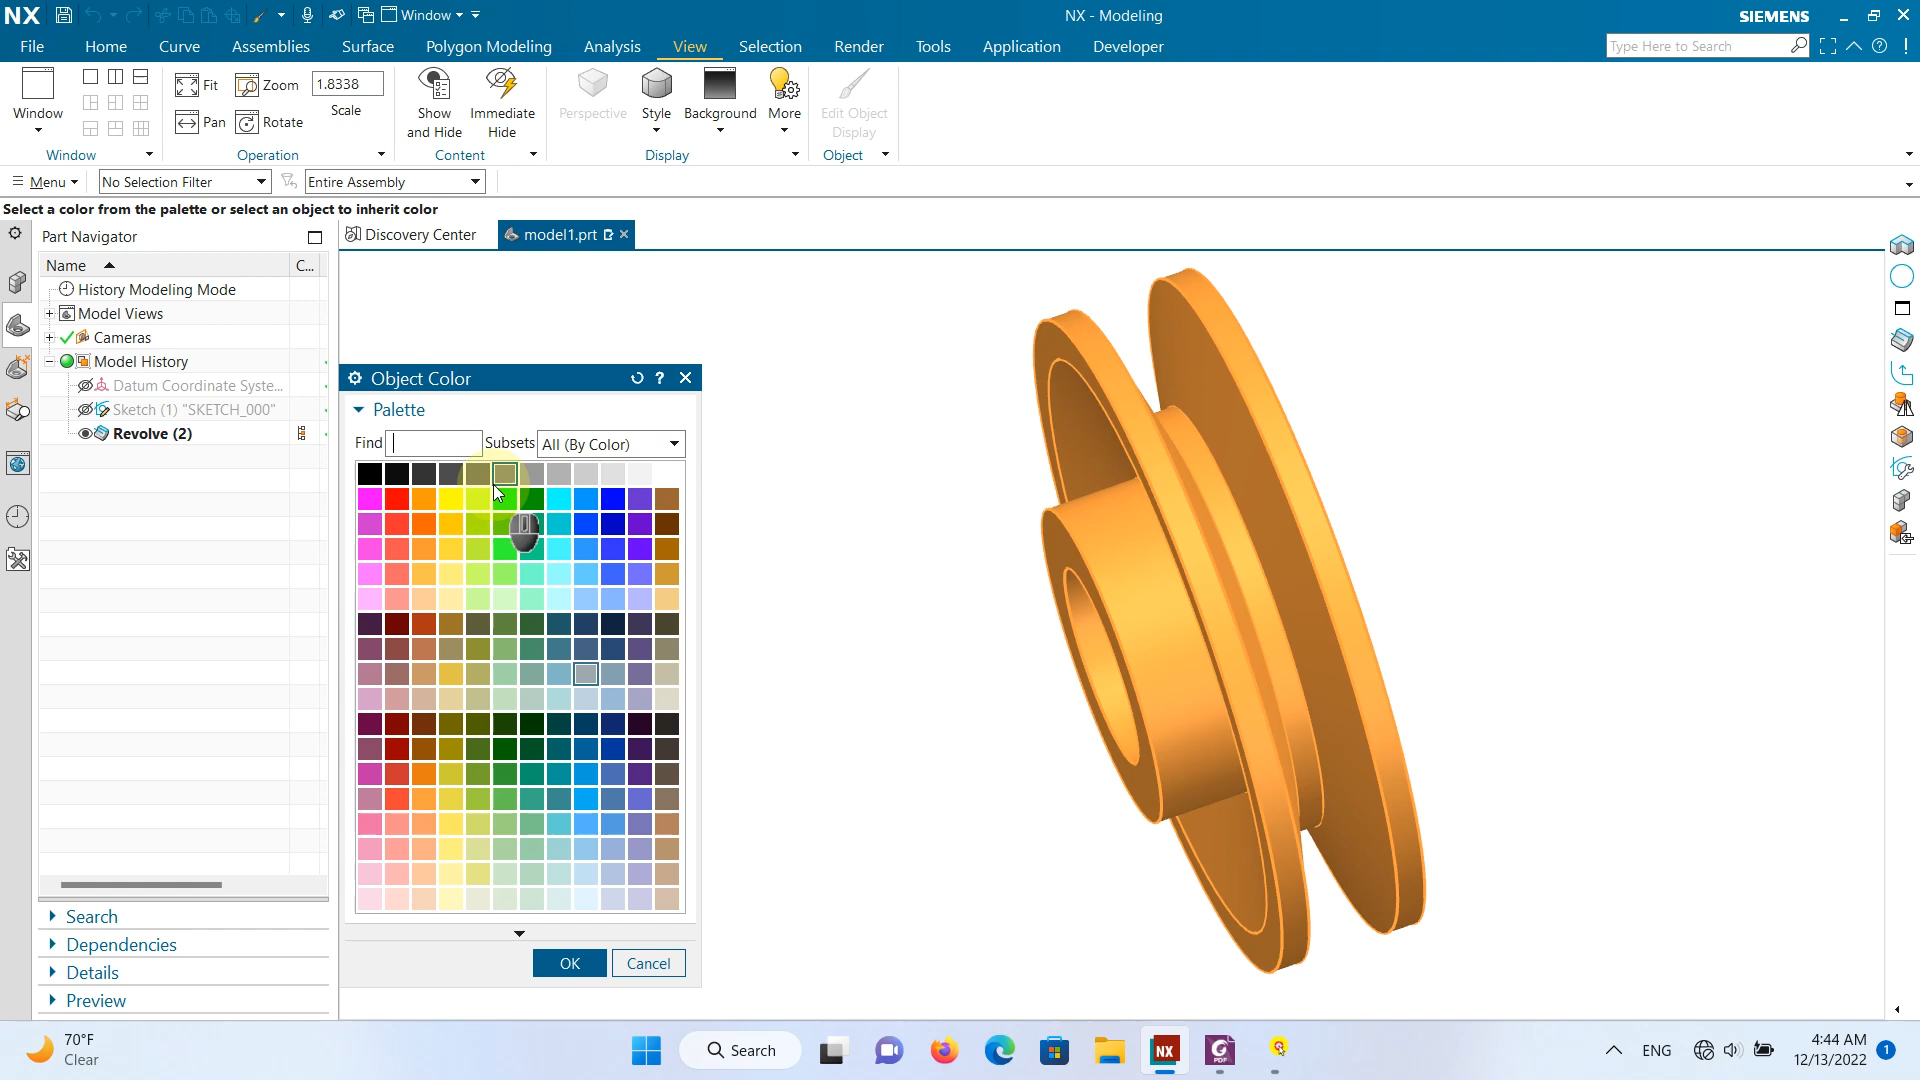 NX
Window
NX - Modeling
SIEMENS
File Home Curve Assemblies Surface Polygon Modeling Analysis View Selection Render Tools Application Developer
Type Here to Search
Window
Fit
Zoom
1.8338
Pan
Rotate
Scale
Show and Hide
Immediate Hide
Perspective
Style
Background
More
Edit Object Display
Window
Operation
Content
Display
Object
Menu
No Selection Filter
Entire Assembly
Select a color from the palette or select an object to inherit color
Part Navigator
Discovery Center
model1.prt
Name
C...
History Modeling Mode
Model Views
Cameras
Model History
Datum Coordinate Syste...
Sketch (1) "SKETCH_000"
Revolve (2)
Object Color
Palette
Find
Subsets
All (By Color)
OK
Cancel
Search
Dependencies
Details
Preview
70°F
Clear
Search
NX
PDF
ENG
4:44 AM
12/13/2022
1